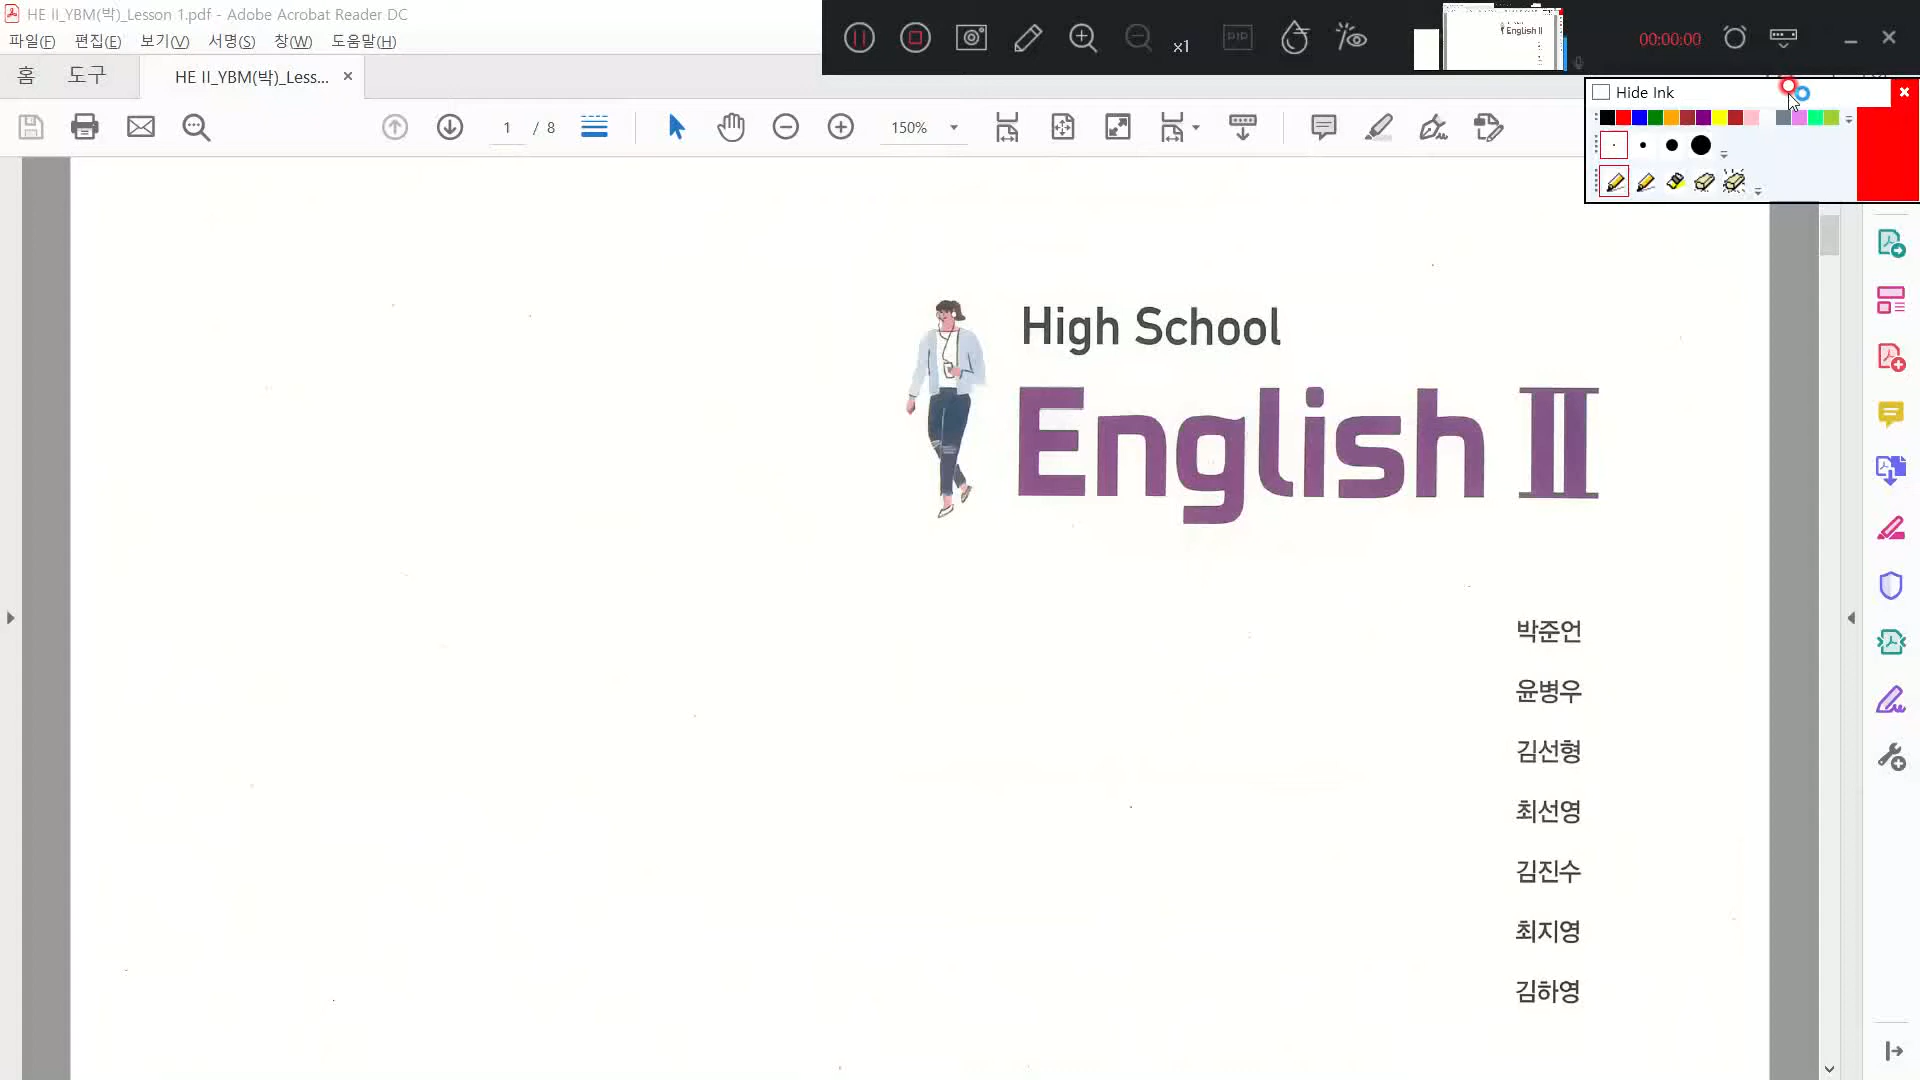 HE II_YBM(박)_Lesson 1.pdf - Adobe Acrobat Reader DC
파일(F) 편집(E) 보기(V) 서명(S) 창(W) 도움말(H)
x1
PIP
English II
00:00:00
홈 도구 HE II_YBM(박)_Less...
Hide Ink
1 / 8
150%
High School
English II
박준언
윤병우
김선형
최선영
김진수
최지영
김하영